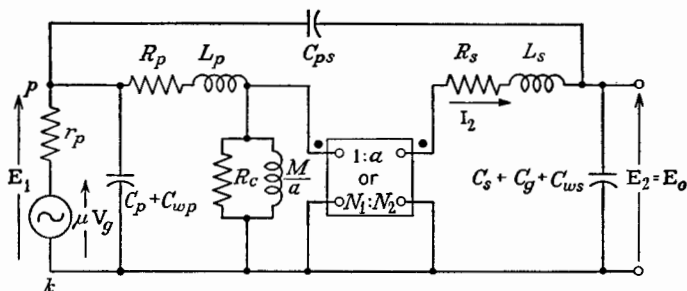 C_ps
R_p
L_p
R_s
L_s
p
r_p
I_2
E_1
1:a
or
N_1:N_2
R_c
M/a
C_p + C_wp
μV_g
C_s + C_g + C_ws
E_2 = E_o
k